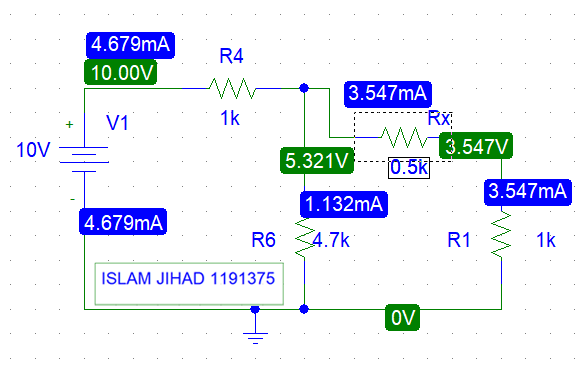 4.679mA
10.00V
R4
3.547mA
Rx
V1
+
1k
3.547V
10V
5.321V
0.5k
-
3.547mA
4.679mA
1.132mA
R6
4.7k
R1
1k
ISLAM JIHAD 1191375
0V